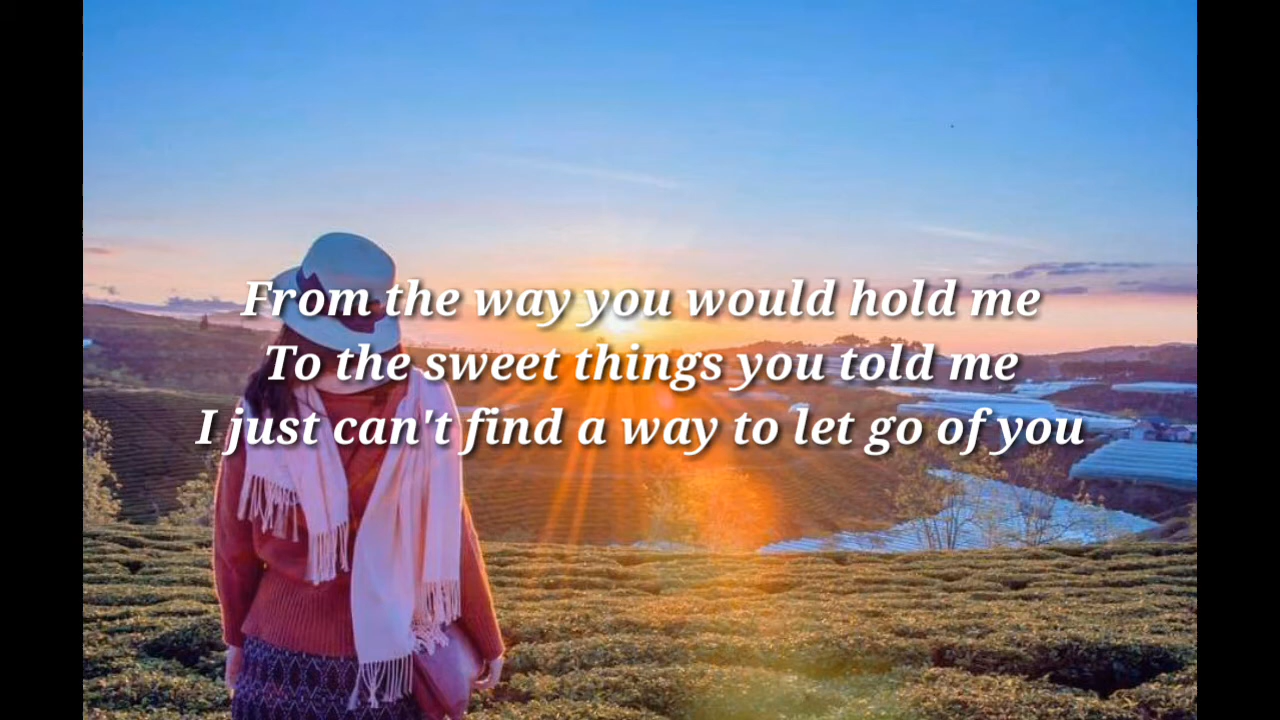 From the way you would hold me
To the sweet things you told me
I just can't find a way to let go of you